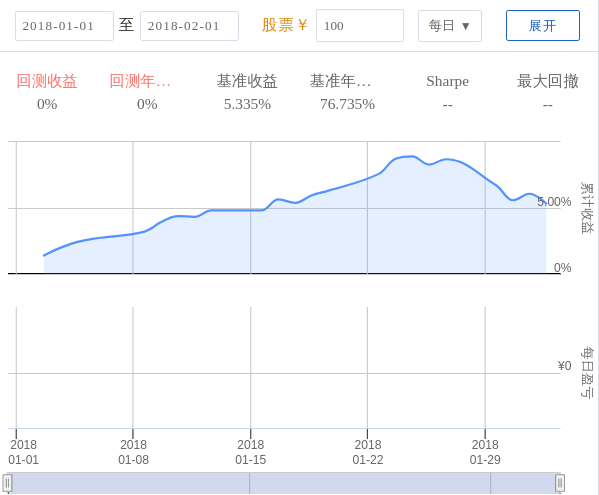 2018-01-01 至 2018-02-01 股票 ¥ 100 每日 ▼ 展开
回测收益 回测年... 基准收益 基准年... Sharpe 最大回撤
0% 0% 5.335% 76.735% -- --
5.00%
累计收益
0%
¥0
每日盈亏
2018 2018 2018 2018 2018
01-01 01-08 01-15 01-22 01-29